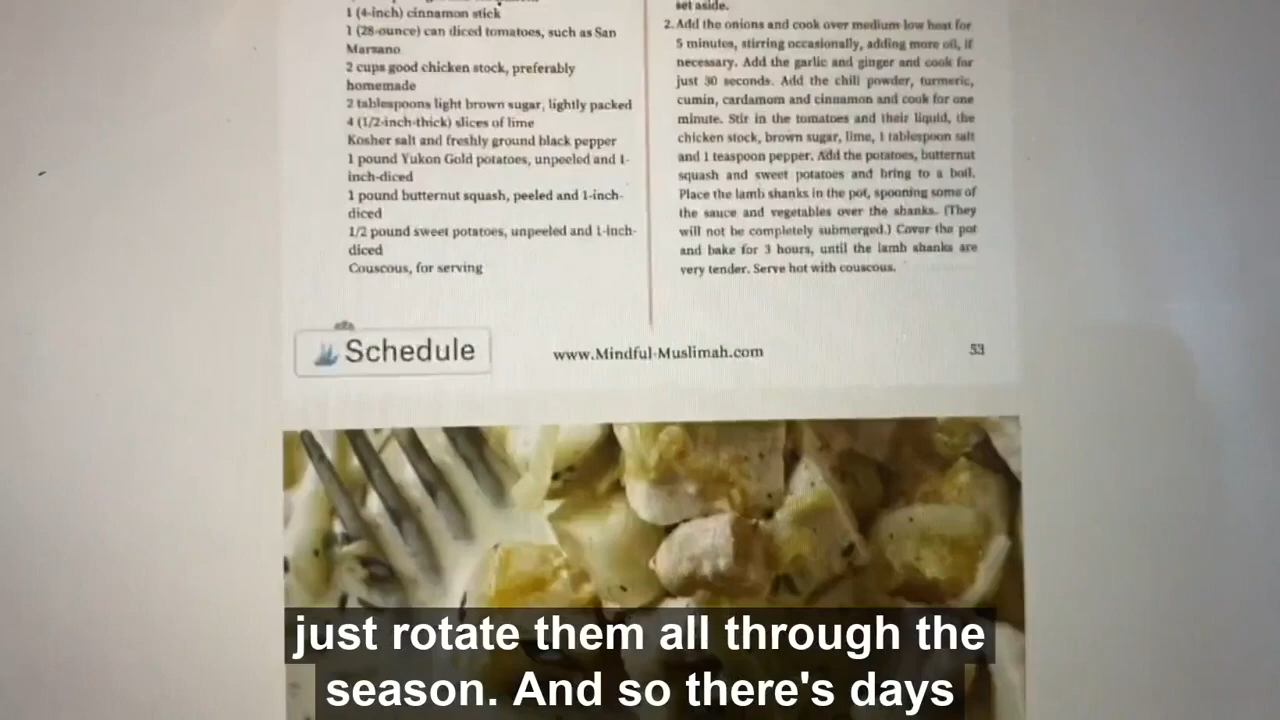 1 (4-inch) cinnamon stick
1 (28-ounce) can diced tomatoes, such as San
Marzano
2 cups good chicken stock, preferably
homemade
2 tablespoons light brown sugar, lightly packed
4 (1/2-inch-thick) slices of lime
Kosher salt and freshly ground black pepper
1 pound Yukon Gold potatoes, unpeeled and 1-
inch-diced
1 pound butternut squash, peeled and 1-inch-
diced
1/2 pound sweet potatoes, unpeeled and 1-inch-
diced
Couscous, for serving
set aside.
2. Add the onions and cook over medium low heat for
5 minutes, stirring occasionally, adding more oil, if
necessary. Add the garlic and ginger and cook for
just 30 seconds. Add the chili powder, turmeric,
cumin, cardamom and cinnamon and cook for one
minute. Stir in the tomatoes and their liquid, the
chicken stock, brown sugar, lime, 1 tablespoon salt
and 1 teaspoon pepper. Add the potatoes, butternut
squash and sweet potatoes and bring to a boil.
Place the lamb shanks in the pot, spooning some of
the sauce and vegetables over the shanks. (They
will not be completely submerged.) Cover the pot
and bake for 3 hours, until the lamb shanks are
very tender. Serve hot with couscous.
Schedule
www.Mindful-Muslimah.com
53
just rotate them all through the
season. And so there's days